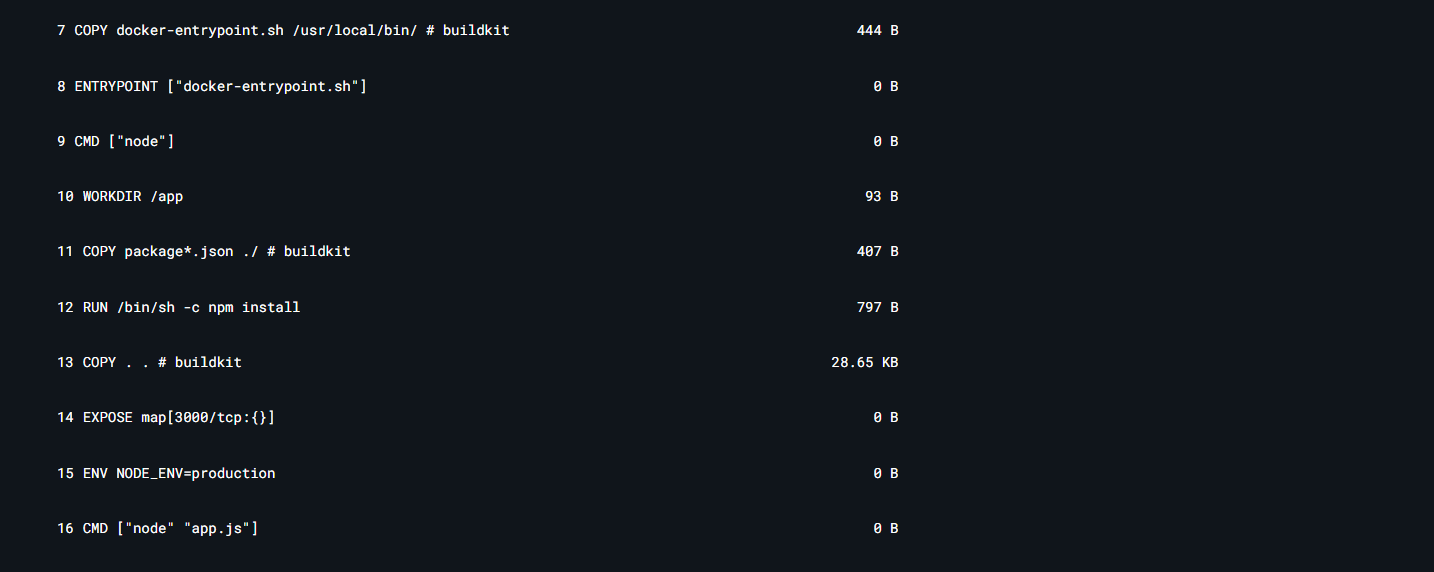 7 COPY docker-entrypoint.sh /usr/local/bin/ # buildkit 444 B
8 ENTRYPOINT ["docker-entrypoint.sh"] 0 B
9 CMD ["node"] 0 B
10 WORKDIR /app 93 B
11 COPY package*.json ./ # buildkit 407 B
12 RUN /bin/sh -c npm install 797 B
13 COPY . . # buildkit 28.65 KB
14 EXPOSE map[3000/tcp:{}] 0 B
15 ENV NODE_ENV=production 0 B
16 CMD ["node" "app.js"] 0 B